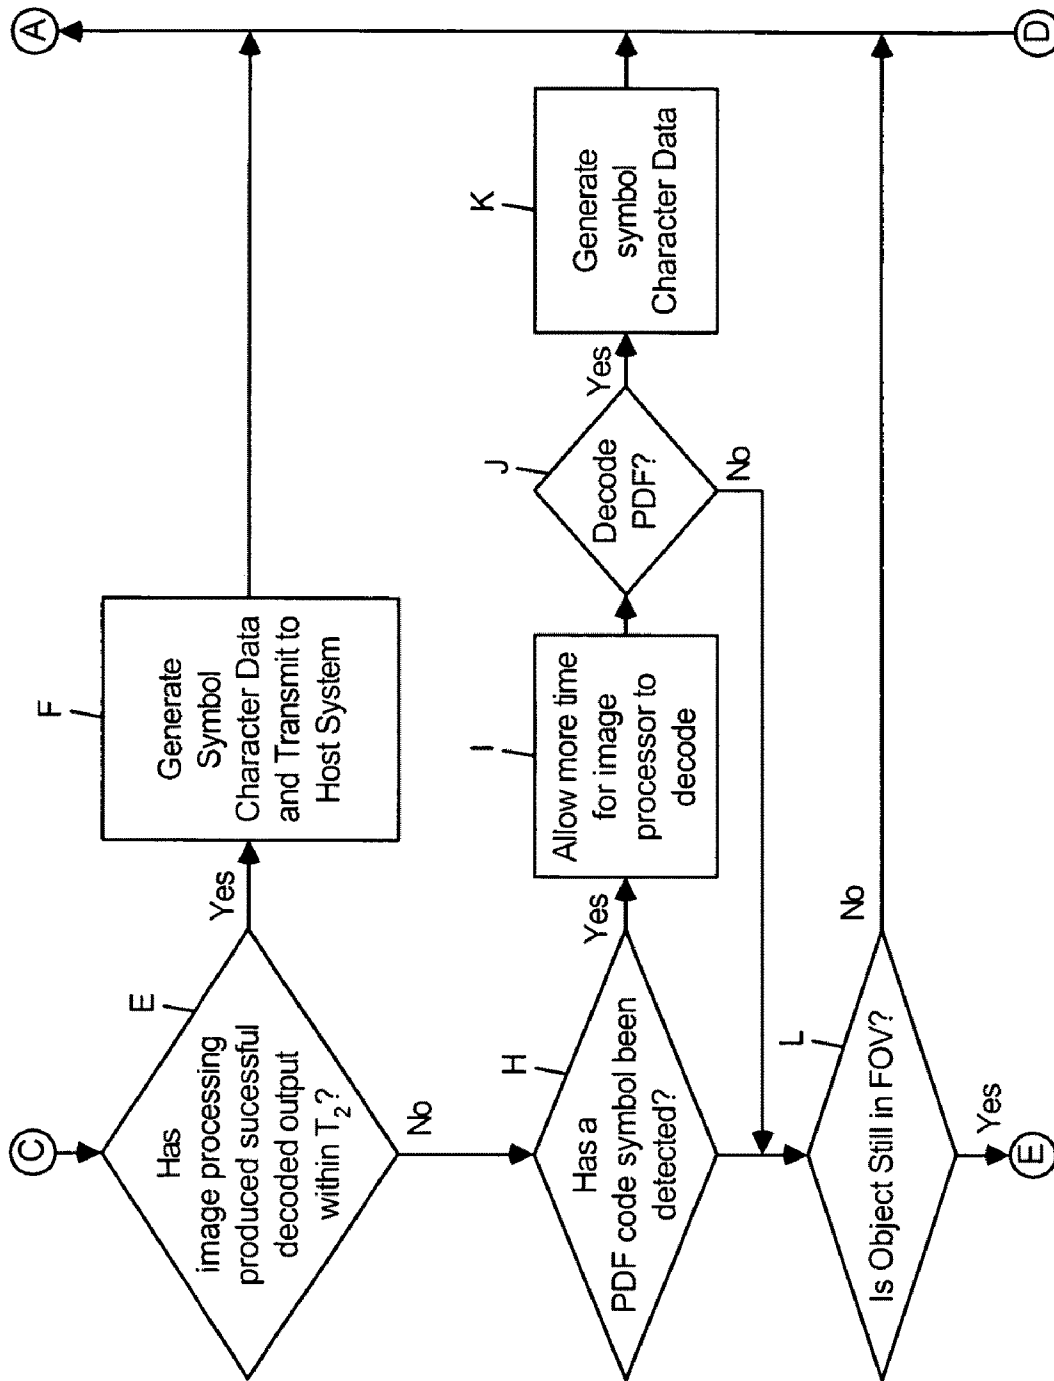 C
A
E
Has
image processing
produced sucessful
decoded output
within T2?
Yes
No
F
Generate
Symbol
Character Data
and Transmit to
Host System
H
Has a
PDF code symbol been
detected?
Yes
I
Allow more time
for image
processor to
decode
J
Decode
PDF?
Yes
No
K
Generate
symbol
Character Data
L
Is Object Still in FOV?
No
Yes
E
D